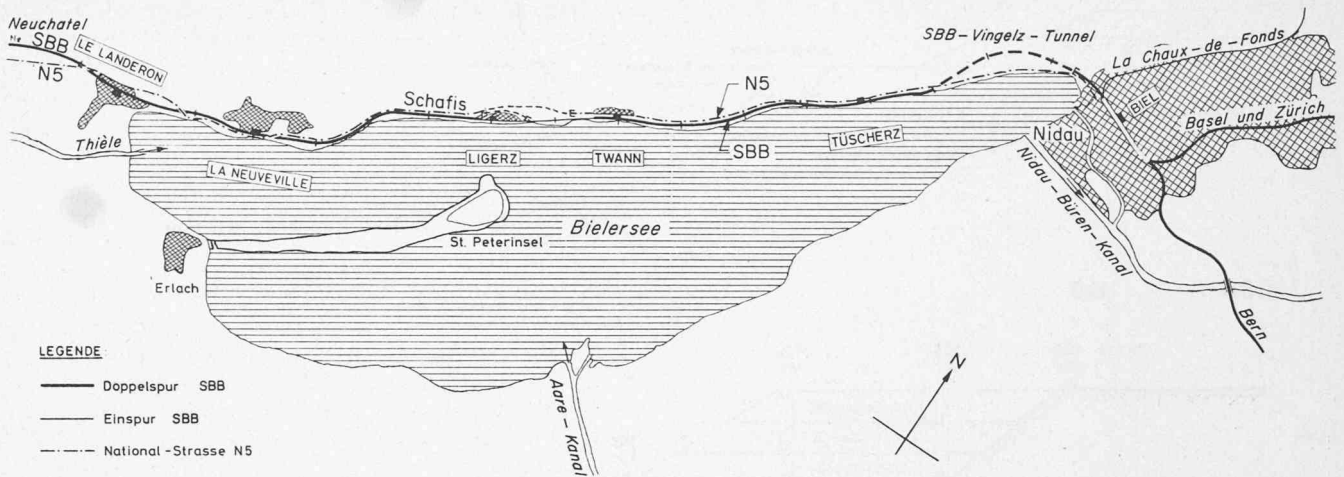 Neuchatel
SBB
N5
LE LANDERON
Thièle
LA NEUVEVILLE
Erlach
Schafis
LIGERZ
TWANN
N5
SBB
TÜSCHERZ
SBB-Vingelz-Tunnel
La Chaux-de-Fonds
BIEL
Basel und Zürich
Nidau
Nidau-Büren-Kanal
Bern
St. Peterinsel
Bielersee
Aare-Kanal
N
LEGENDE:
Doppelspur SBB
Einspur SBB
National-Strasse N5